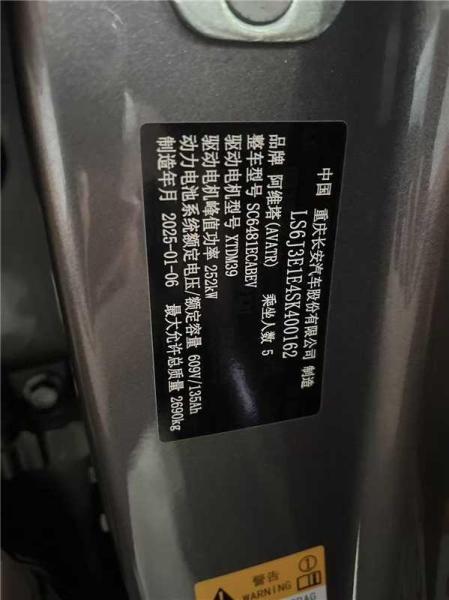 中国 重庆长安汽车股份有限公司 制造
LS6J3E1E4SK400162
品牌 阿维塔(AVATR) 乘坐人数 5
整车型号 SC6481ECABEV
驱动电机型号 XTDM39
驱动电机峰值功率 252kW
动力电池系统额定电压/额定容量 609V/135Ah
制造年月 2025-01-06 最大允许总质量 2690kg
警告
WARNING